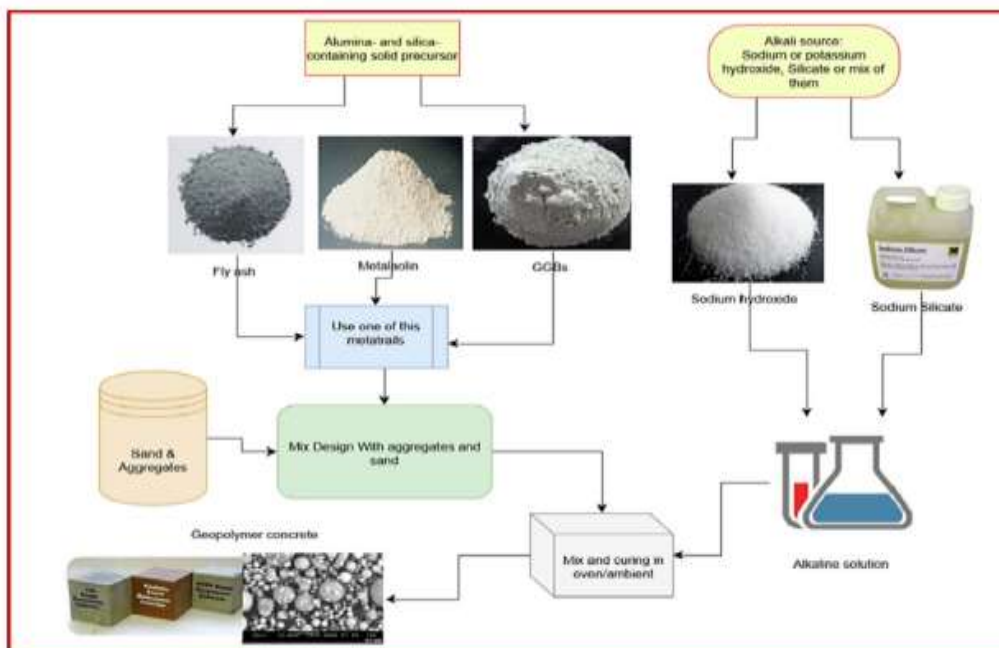 Alumina- and silica-
containing solid precursor
Alkali source:
Sodium or potassium
hydroxide, Silicate or mix of
them
Fly ash
Metalaolin
GGBs
Sodium hydroxide
Sodium Silicate
Use one of this
metatrails
Sand &
Aggregates
Mix Design With aggregates and
sand
Alkaline solution
Mix and curing in
oven/ambient
Geopolymer concrete